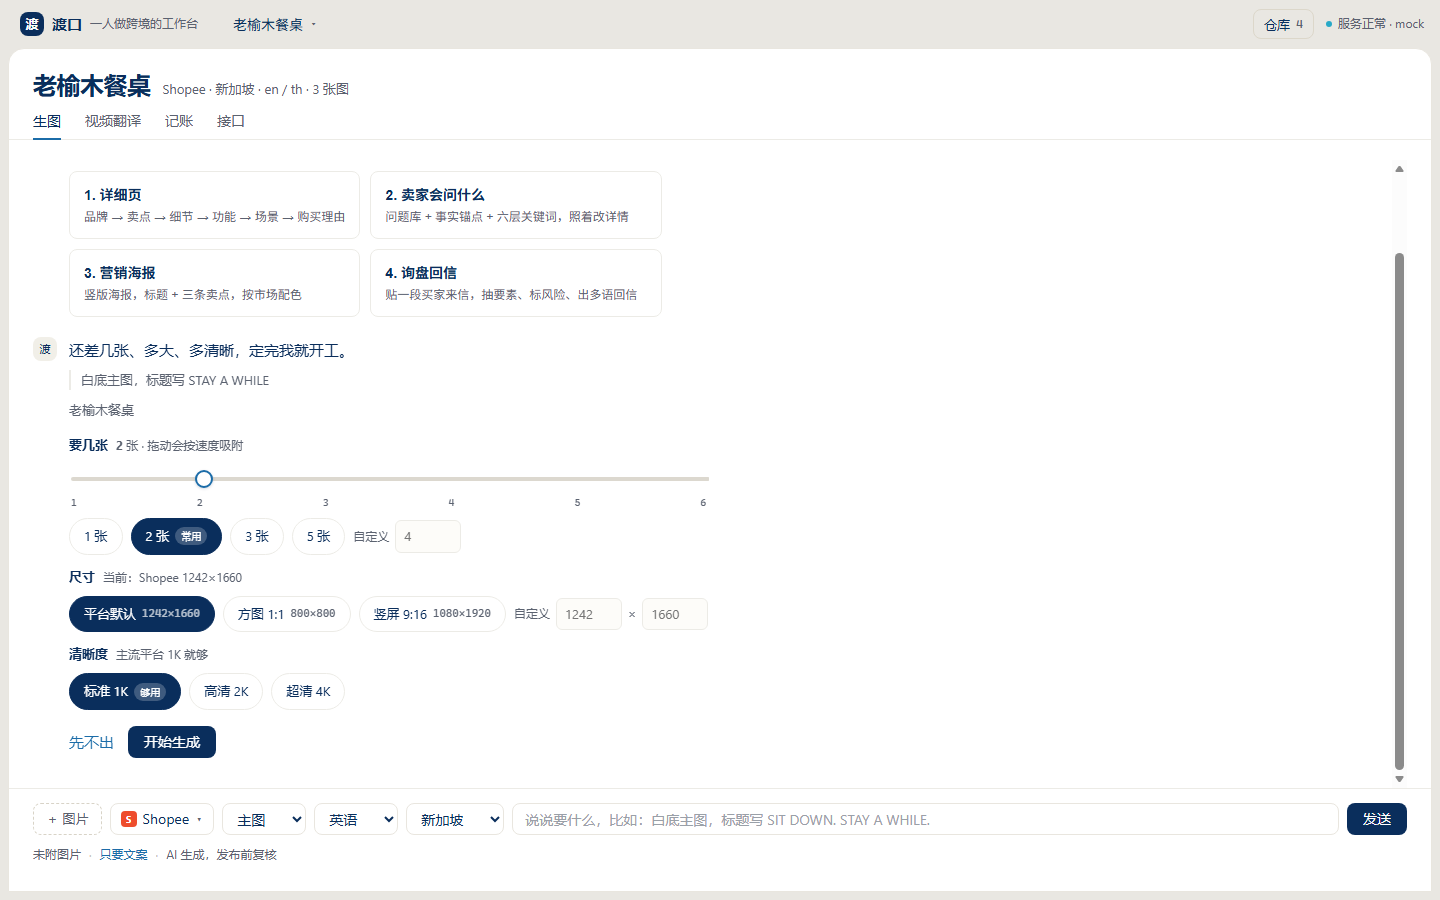 渡 渡口 一人做跨境的工作台 老榆木餐桌 仓库 4 服务正常 · mock
老榆木餐桌 Shopee · 新加坡 · en / th · 3 张图
生图 视频翻译 记账 接口
1. 详细页
品牌 → 卖点 → 细节 → 功能 → 场景 → 购买理由
2. 卖家会问什么
问题库 + 事实锚点 + 六层关键词，照着改详情
3. 营销海报
竖版海报，标题 + 三条卖点，按市场配色
4. 询盘回信
贴一段买家来信，抽要素、标风险、出多语回信
渡 还差几张、多大、多清晰，定完我就开工。
白底主图，标题写 STAY A WHILE
老榆木餐桌
要几张 2 张 · 拖动会按速度吸附
1 2 3 4 5 6
1 张 2 张 常用 3 张 5 张 自定义 4
尺寸 当前：Shopee 1242×1660
平台默认 1242×1660 方图 1:1 800×800 竖屏 9:16 1080×1920 自定义 1242 × 1660
清晰度 主流平台 1K 就够
标准 1K 够用 高清 2K 超清 4K
先不出 开始生成
+ 图片 S Shopee 主图 英语 新加坡 说说要什么，比如：白底主图，标题写 SIT DOWN. STAY A WHILE. 发送
未附图片 · 只要文案 · AI 生成，发布前复核